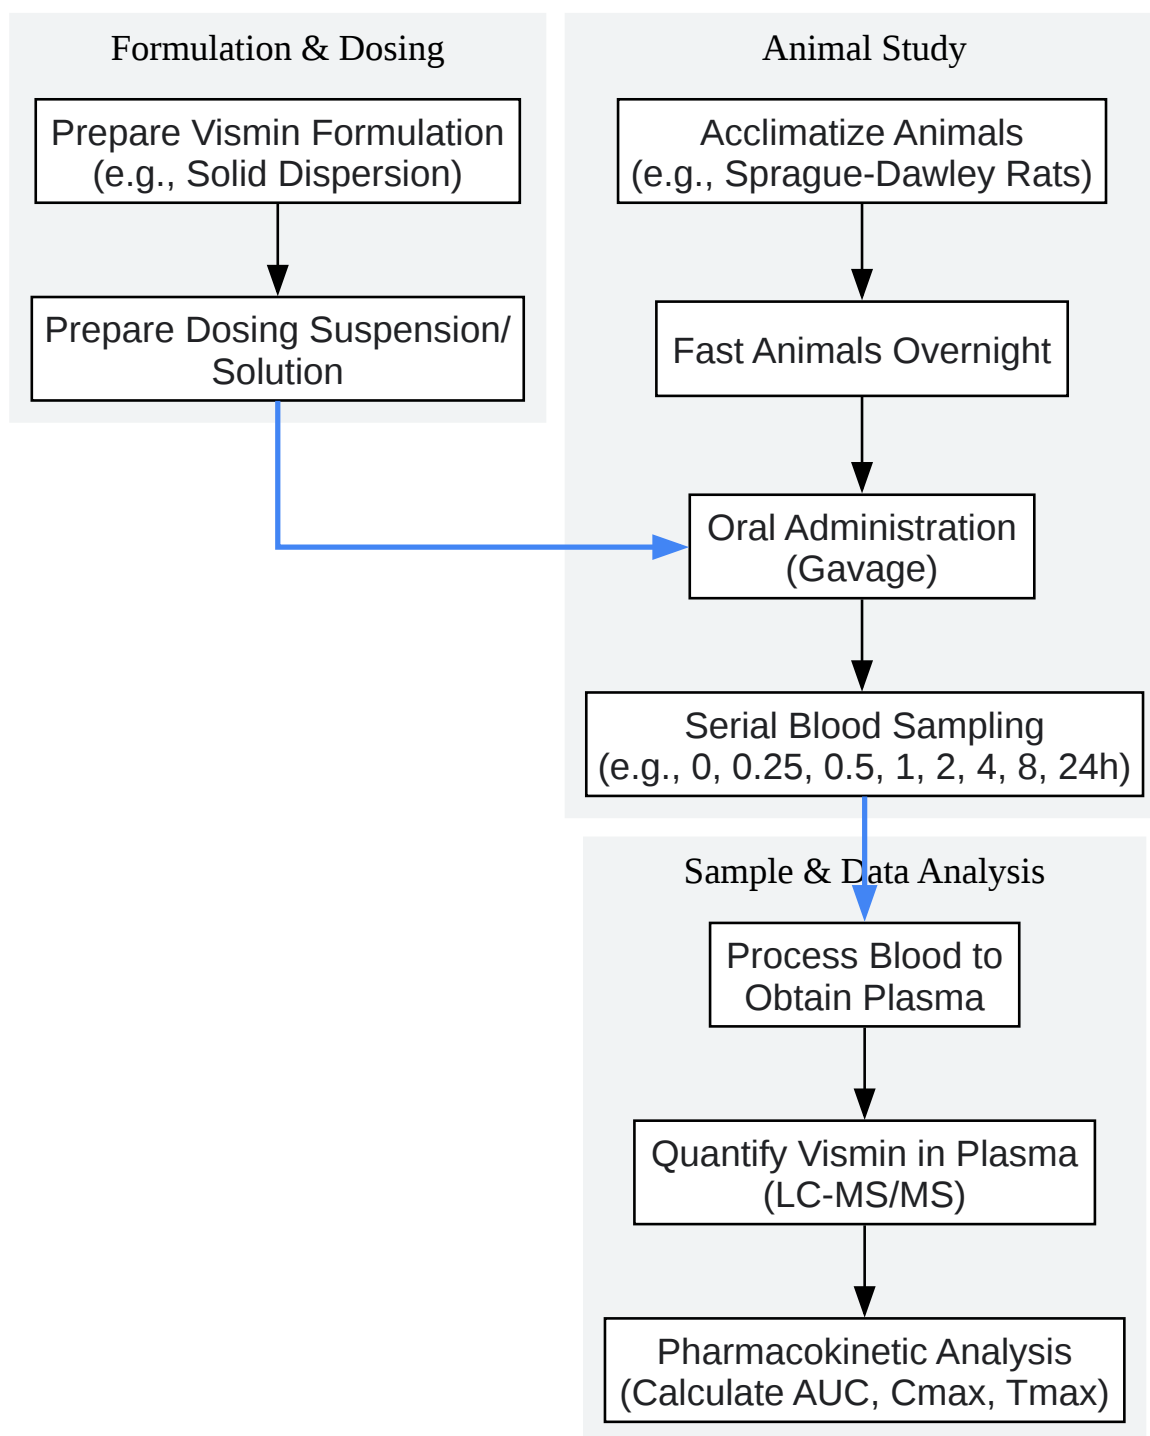 Formulation & Dosing
Prepare Vismin Formulation
(e.g., Solid Dispersion)
Prepare Dosing Suspension/
Solution
Animal Study
Acclimatize Animals
(e.g., Sprague-Dawley Rats)
Fast Animals Overnight
Oral Administration
(Gavage)
Serial Blood Sampling
(e.g., 0, 0.25, 0.5, 1, 2, 4, 8, 24h)
Sample & Data Analysis
Process Blood to
Obtain Plasma
Quantify Vismin in Plasma
(LC-MS/MS)
Pharmacokinetic Analysis
(Calculate AUC, Cmax, Tmax)